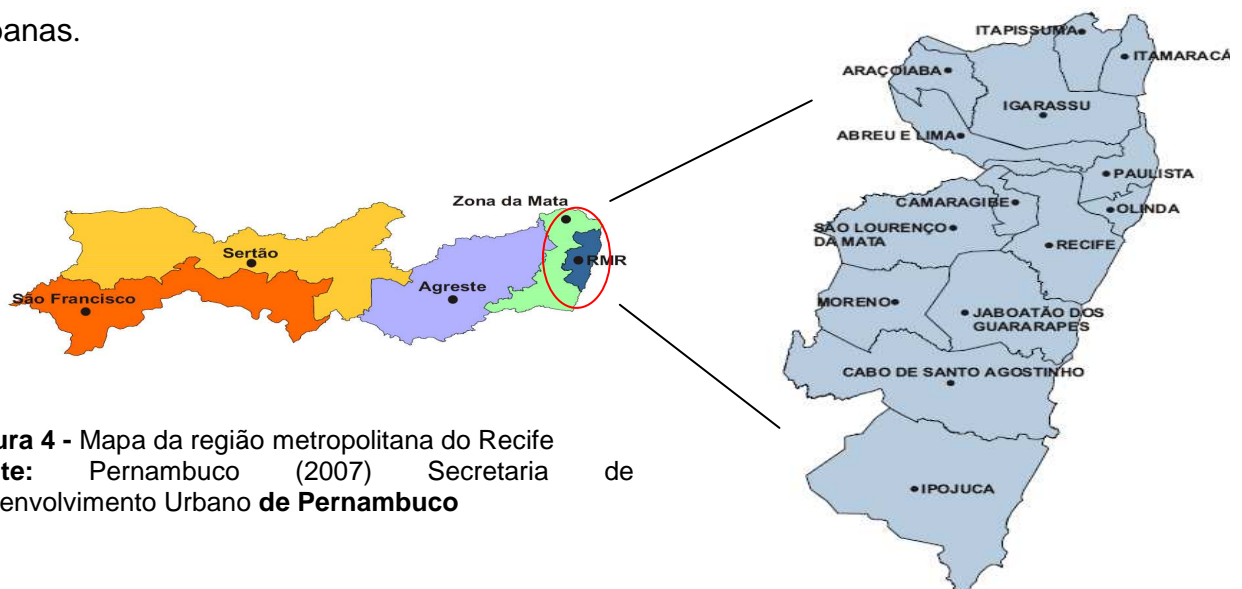 banas.
Zona da Mata
Sertão
RMR
São Francisco
Agreste
ITAPISSUMA
ITAMARACÁ
ARAÇOIABA
IGARASSU
ABREU E LIMA
PAULISTA
CAMARAGIBE
OLINDA
SÃO LOURENÇO
DA MATA
RECIFE
MORENO
JABOATÃO DOS
GUARARAPES
CABO DE SANTO AGOSTINHO
IPOJUCA
ura 4 - Mapa da região metropolitana do Recife
te: Pernambuco (2007) Secretaria de
envolvimento Urbano de Pernambuco